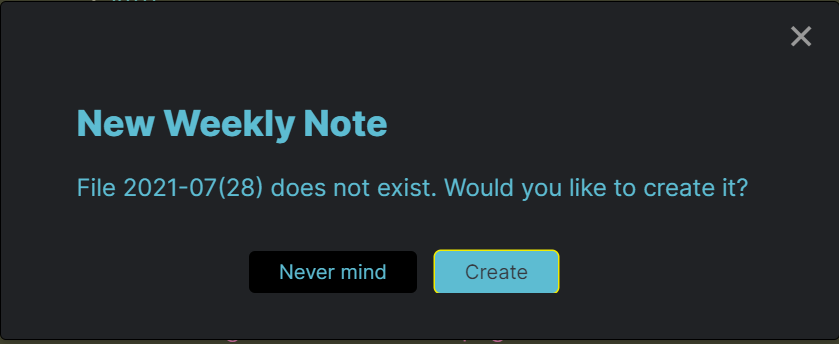 New Weekly Note
File 2021-07(28) does not exist. Would you like to create it?
Never mind
Create